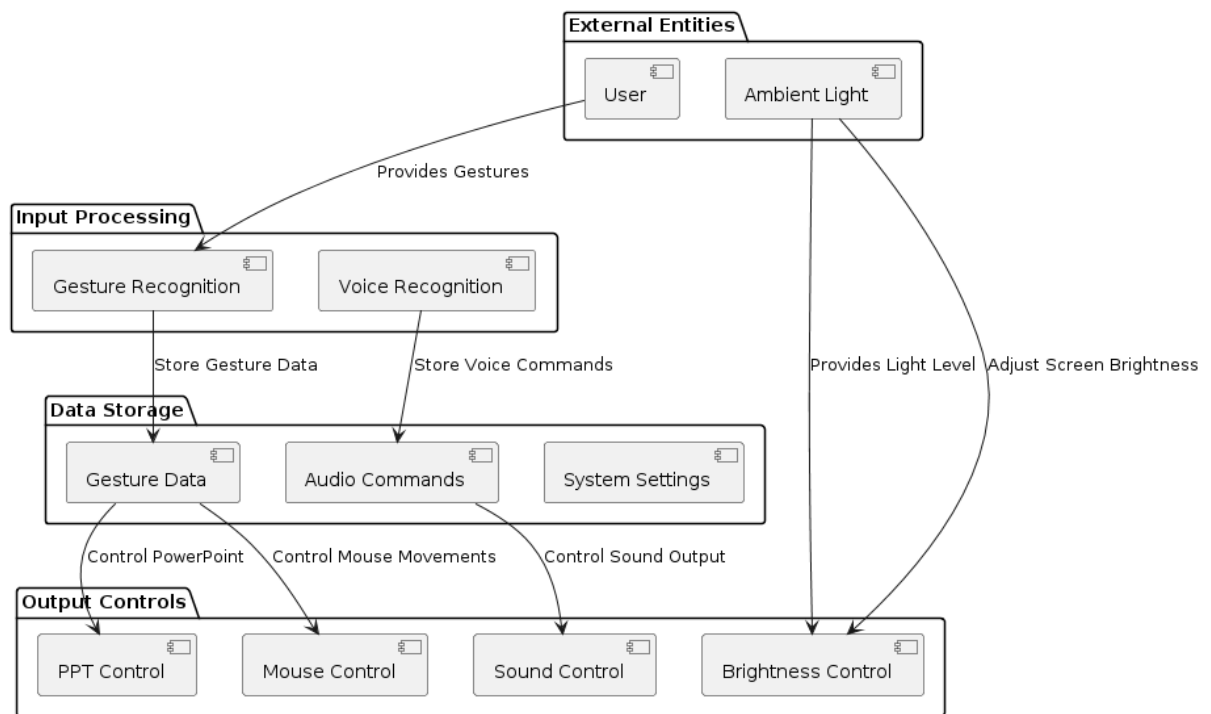 External Entities
User
Ambient Light
Provides Gestures
Input Processing
Gesture Recognition
Voice Recognition
Store Gesture Data
Store Voice Commands
Provides Light Level
Adjust Screen Brightness
Data Storage
Gesture Data
Audio Commands
System Settings
Control PowerPoint
Control Mouse Movements
Control Sound Output
Output Controls
PPT Control
Mouse Control
Sound Control
Brightness Control